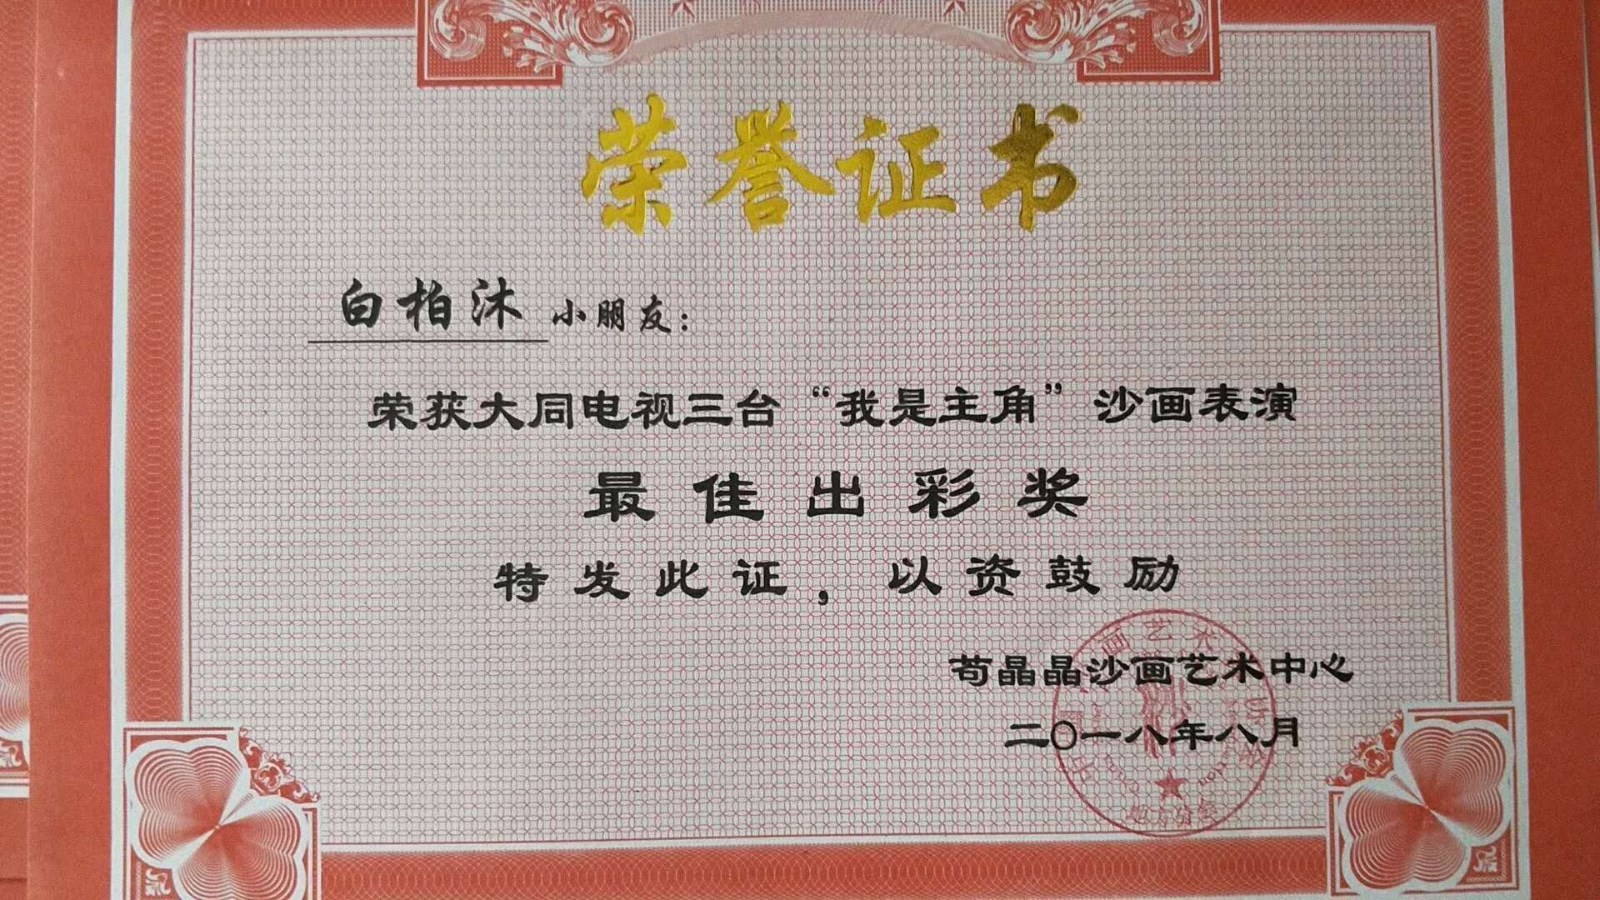 荣誉证书
白柏沐 小朋友：
荣获大同电视三台“我是主角”沙画表演
最佳出彩奖
特发此证，以资鼓励
苟晶晶沙画艺术中心
二〇一八年八月